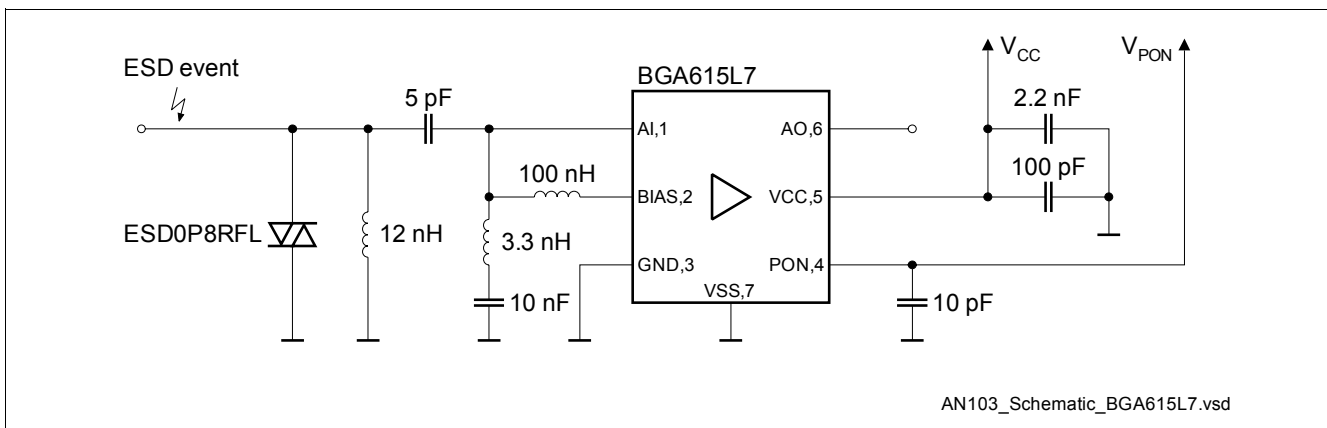 ESD event
5 pF
BGA615L7
V_CC
V_PON
2.2 nF
AI,1
AO,6
100 nH
100 pF
BIAS,2
VCC,5
ESD0P8RFL
12 nH
3.3 nH
GND,3
PON,4
VSS,7
10 nF
10 pF
AN103_Schematic_BGA615L7.vsd